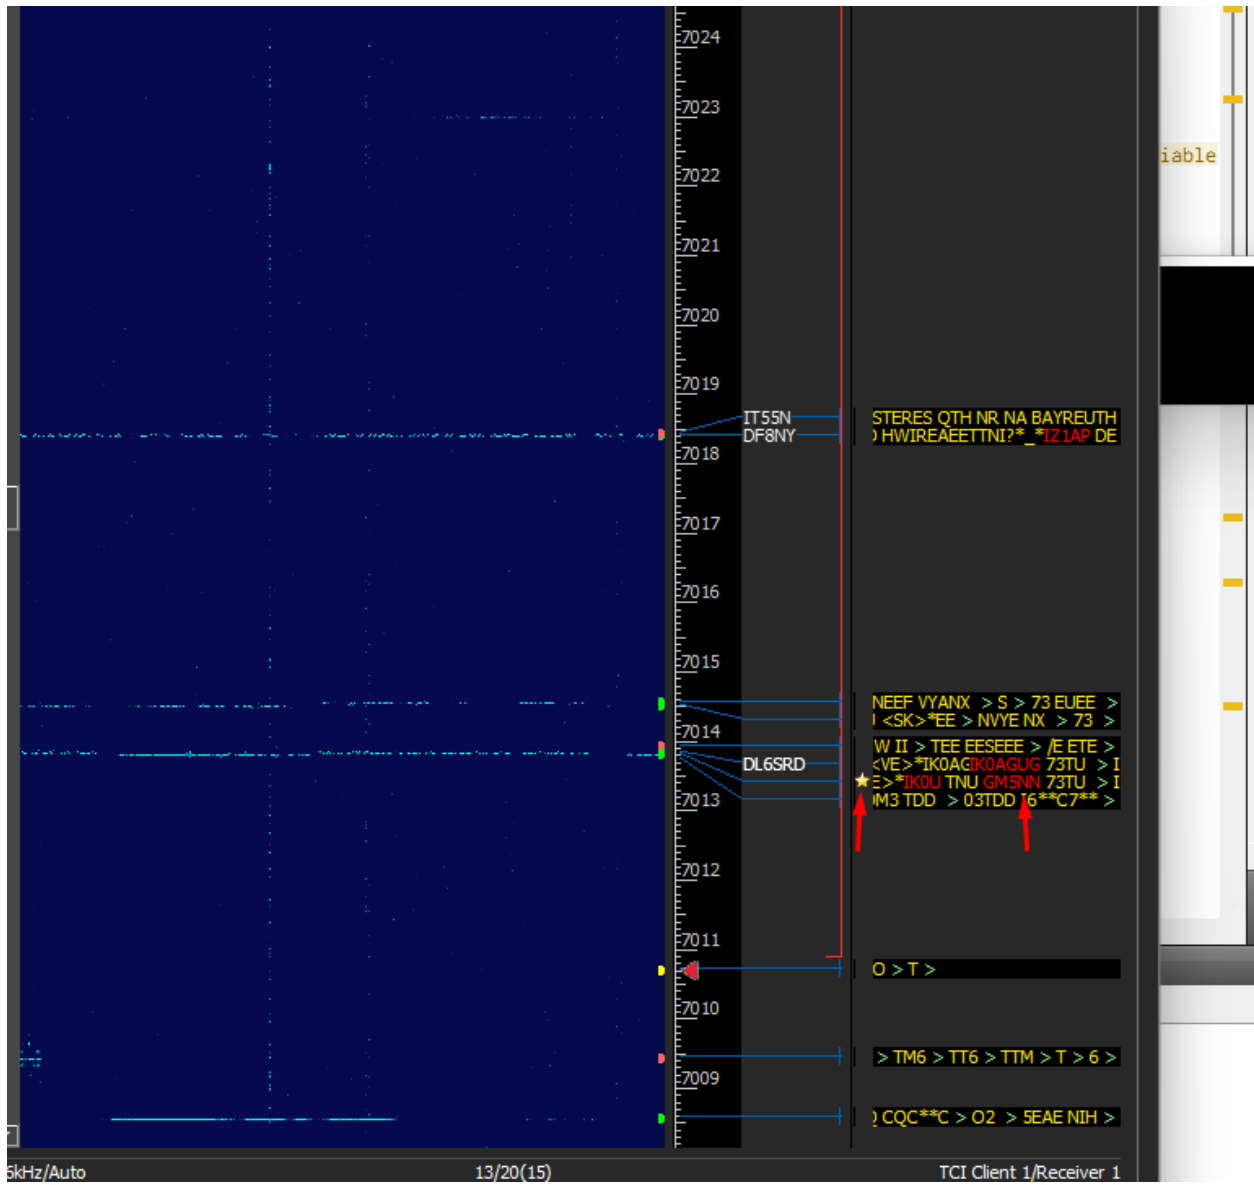 7024
7023
iable
7022
7021
7020
7019
IT55N STERES QTH NR NA BAYREUTH
DF8NY HWIREAEETTNI?*_*IZ1AP DE
7018
7017
7016
7015
NEEF VYANX > S > 73 EUEE >
<SK>*EE > NVYE NX > 73 >
7014
W II > TEE EESEEE > /E ETE >
DL6SRD <VE>*IK0AGIK0AGUG 73TU > I
E>*IK0U TNU GM5NN 73TU > I
7013 M3 TDD > 03TDD I6**C7** >
7012
7011
O > T >
7010
> TM6 > TT6 > TTM > T > 6 >
7009
CQC**C > O2 > 5EAE NIH >
kHz/Auto 13/20(15) TCI Client 1/Receiver 1